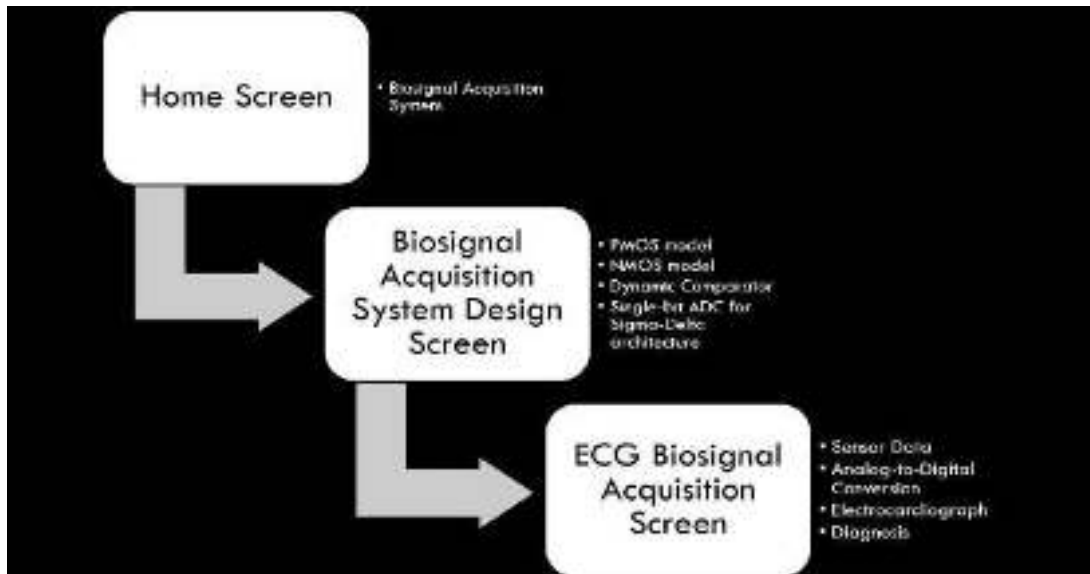 Home Screen
• Biosignal Acquisition
System
Biosignal
Acquisition
System Design
Screen
• PMOS model
• NMOS model
• Dynamic Comparator
• Single-bit ADC for
Sigma-Delta
architecture
ECG Biosignal
Acquisition
Screen
• Sensor Data
• Analog-to-Digital
Conversion
• Electrocardiograph
• Diagnosis